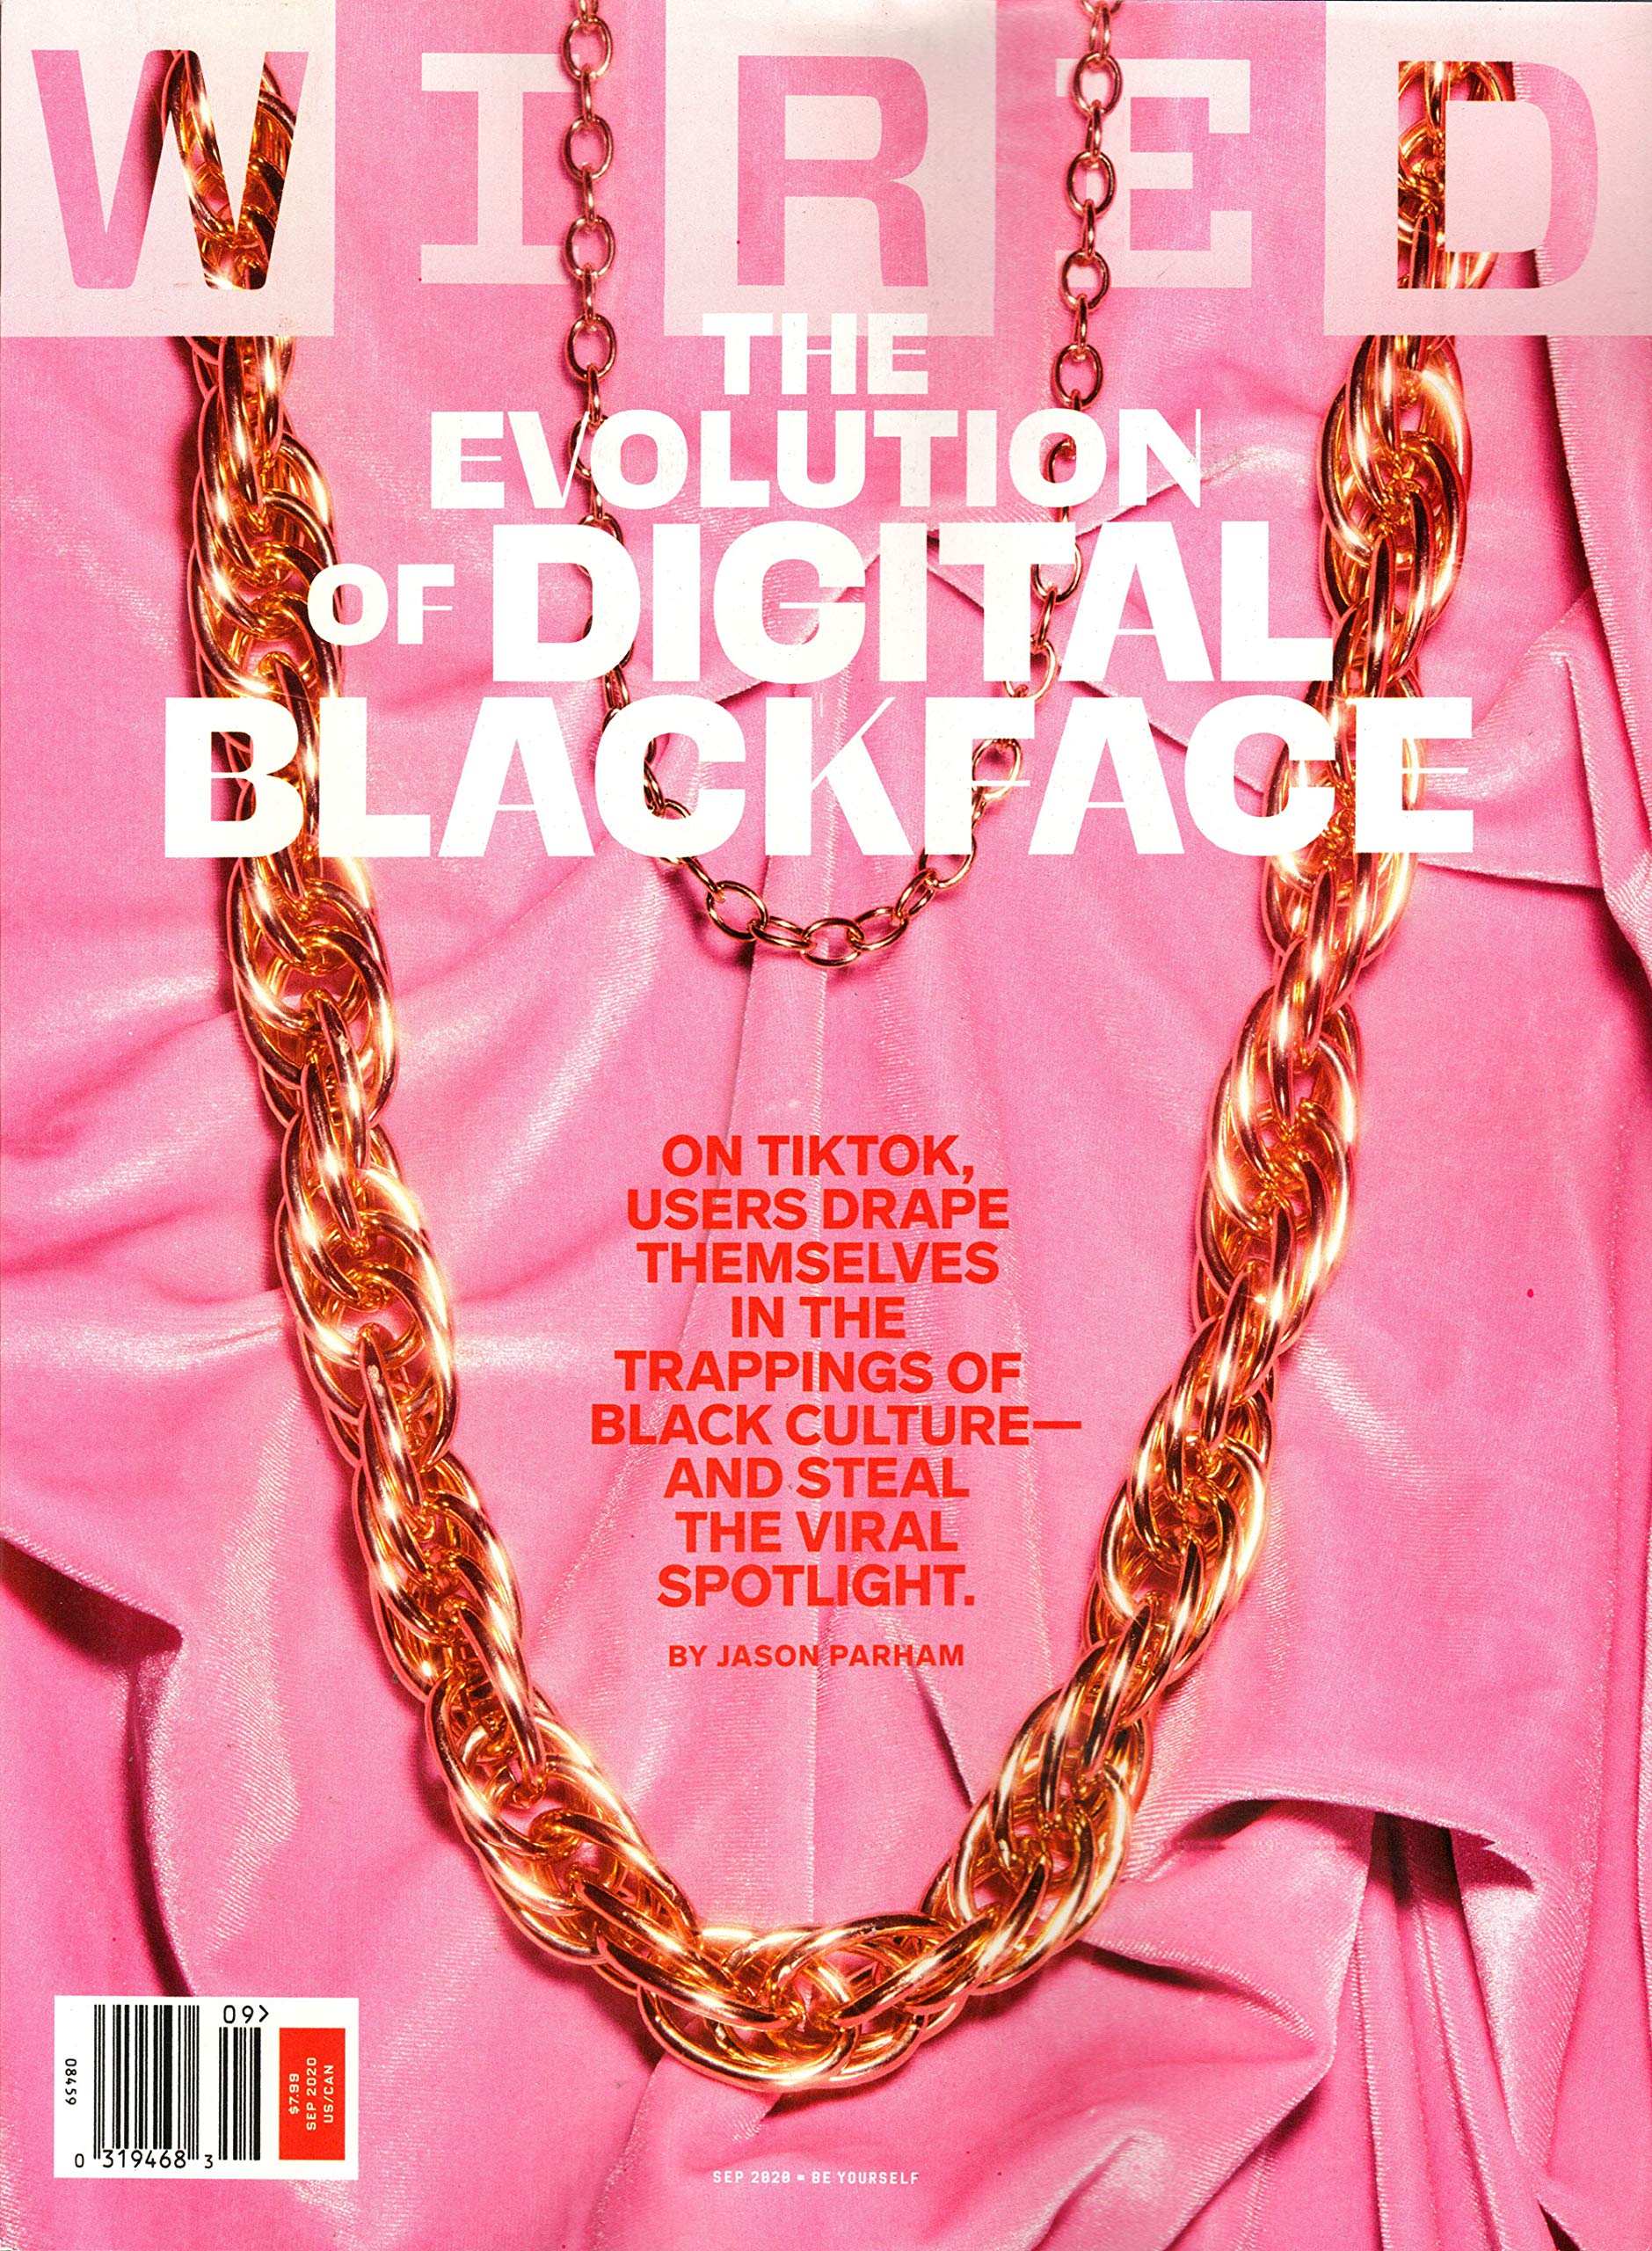 WIRED
THE
EVOLUTION
OF DIGITAL
BLACKFACE
ON TIKTOK,
USERS DRAPE
THEMSELVES
IN THE
TRAPPINGS OF
BLACK CULTURE—
AND STEAL
THE VIRAL
SPOTLIGHT.
BY JASON PARHAM
09>
08459
0 319468 3
$7.99
SEP 2020
US/CAN
SEP 2020 = BE YOURSELF